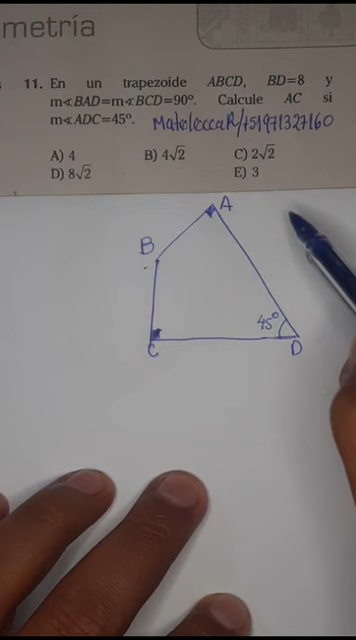 metría
11. En un trapezoide ABCD, BD=8 y
m∢BAD=m∢BCD=90°. Calcule AC si
m∢ADC=45°.
A) 4 B) 4√2 C) 2√2
D) 8√2 E) 3
A
B
45°
C D